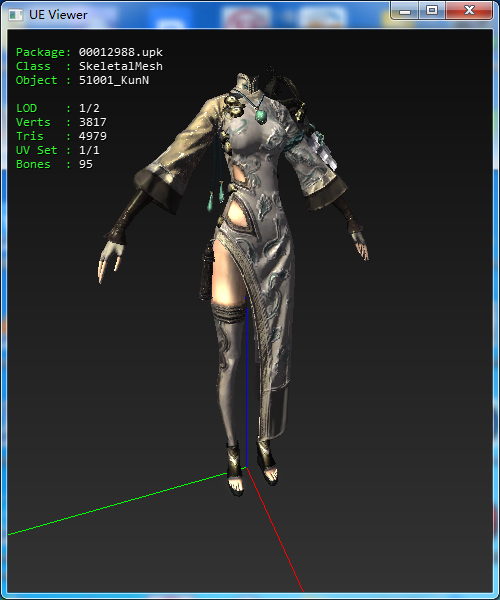 UE Viewer
Package: 00012988.upk
Class : SkeletalMesh
Object : 51001_KunN
LOD : 1/2
Verts : 3817
Tris : 4979
UV Set : 1/1
Bones : 95